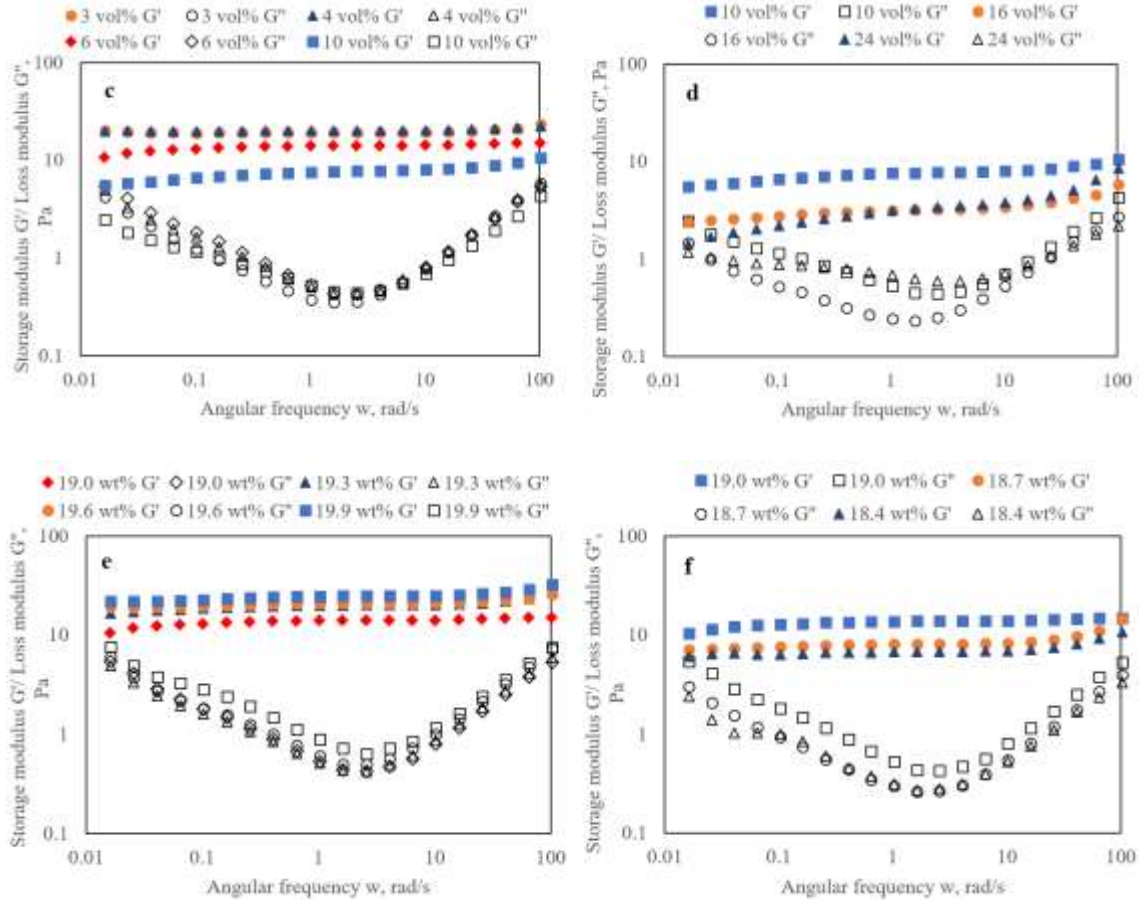 3 vol% G' 3 vol% G'' 4 vol% G' 4 vol% G''
6 vol% G' 6 vol% G'' 10 vol% G' 10 vol% G''
Storage modulus G'/ Loss modulus G'',
Pa
100
10
1
0.1
c
0.01 0.1 1 10 100
Angular frequency w, rad/s
10 vol% G' 10 vol% G'' 16 vol% G'
16 vol% G'' 24 vol% G' 24 vol% G''
Storage modulus G'/ Loss modulus G'', Pa
100
10
1
0.1
d
0.01 0.1 1 10 100
Angular frequency w, rad/s
19.0 wt% G' 19.0 wt% G'' 19.3 wt% G' 19.3 wt% G''
19.6 wt% G' 19.6 wt% G'' 19.9 wt% G' 19.9 wt% G''
Storage modulus G'/ Loss modulus G'',
Pa
100
10
1
0.1
e
0.01 0.1 1 10 100
Angular frequency w, rad/s
19.0 wt% G' 19.0 wt% G'' 18.7 wt% G'
18.7 wt% G'' 18.4 wt% G' 18.4 wt% G''
Storage modulus G'/ Loss modulus G'',
Pa
100
10
1
0.1
f
0.01 0.1 1 10 100
Angular frequency w, rad/s